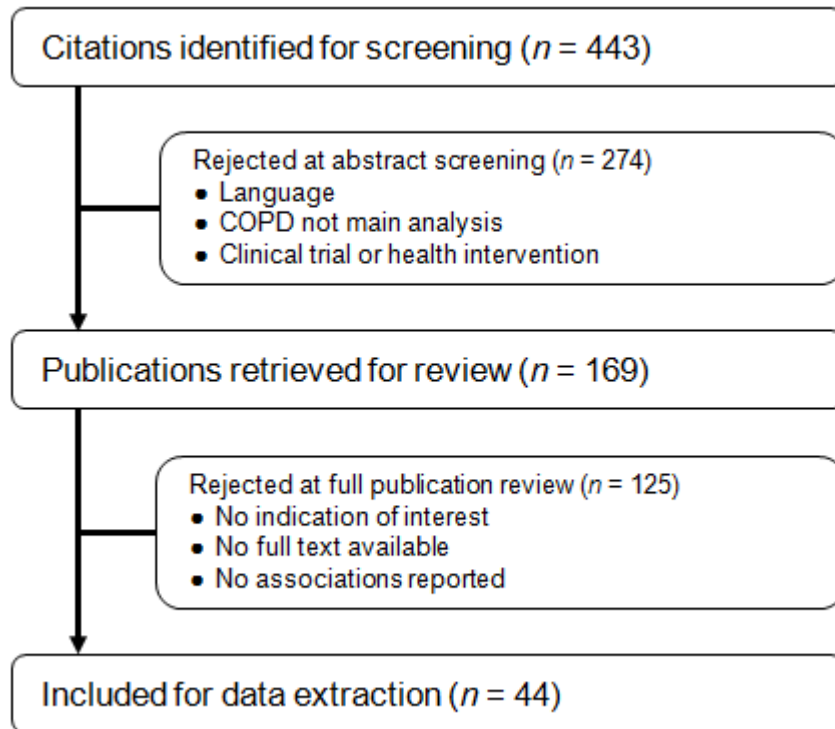 Citations identified for screening (n = 443)
Rejected at abstract screening (n = 274)
● Language
● COPD not main analysis
● Clinical trial or health intervention
Publications retrieved for review (n = 169)
Rejected at full publication review (n = 125)
● No indication of interest
● No full text available
● No associations reported
Included for data extraction (n = 44)